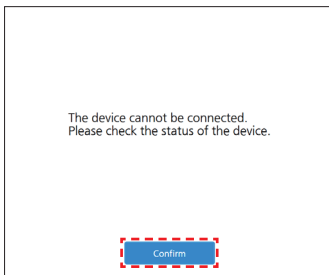 The device cannot be connected.
Please check the status of the device.
Confirm